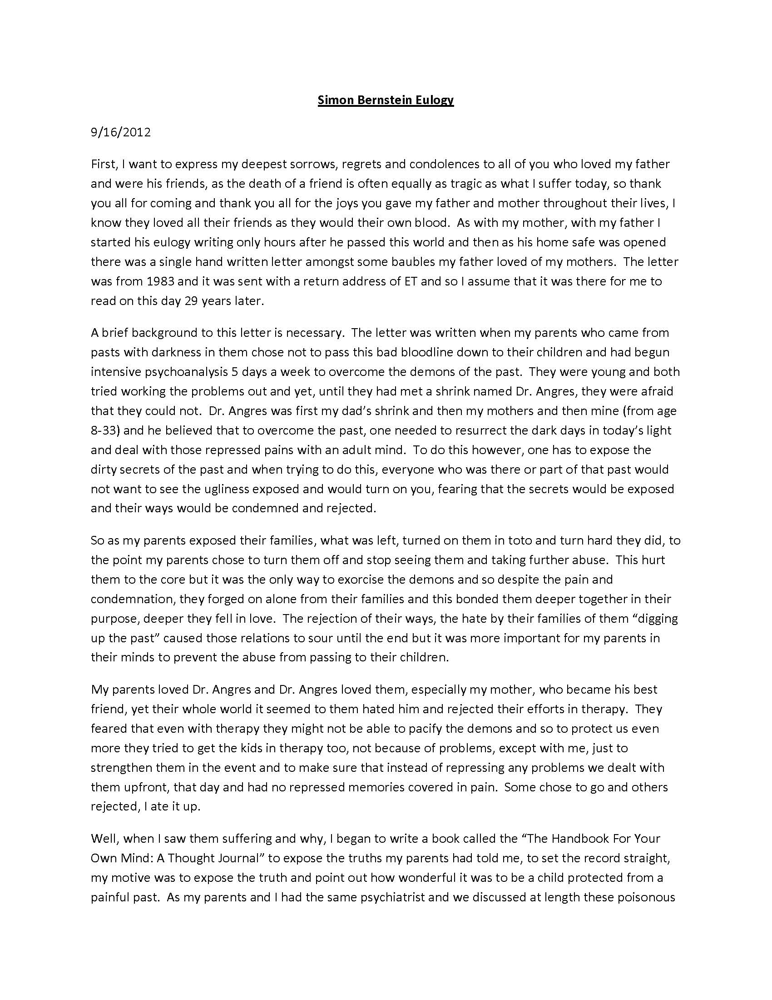 Simon Bernstein Eulogy
9/16/2012
First, I want to express my deepest sorrows, regrets and condolences to all of you who loved my father
and were his friends, as the death of a friend is often equally as tragic as what I suffer today, so thank
you all for coming and thank you all for the joys you gave my father and mother throughout their lives, I
know they loved all their friends as they would their own blood.  As with my mother, with my father I
started his eulogy writing only hours after he passed this world and then as his home safe was opened
there was a single hand written letter amongst some baubles my father loved of my mothers.  The letter
was from 1983 and it was sent with a return address of ET and so I assume that it was there for me to
read on this day 29 years later.
A brief background to this letter is necessary.  The letter was written when my parents who came from
pasts with darkness in them chose not to pass this bad bloodline down to their children and had begun
intensive psychoanalysis 5 days a week to overcome the demons of the past.  They were young and both
tried working the problems out and yet, until they had met a shrink named Dr. Angres, they were afraid
that they could not.  Dr. Angres was first my dad’s shrink and then my mothers and then mine (from age
8-33) and he believed that to overcome the past, one needed to resurrect the dark days in today’s light
and deal with those repressed pains with an adult mind.  To do this however, one has to expose the
dirty secrets of the past and when trying to do this, everyone who was there or part of that past would
not want to see the ugliness exposed and would turn on you, fearing that the secrets would be exposed
and their ways would be condemned and rejected.
So as my parents exposed their families, what was left, turned on them in toto and turn hard they did, to
the point my parents chose to turn them off and stop seeing them and taking further abuse.  This hurt
them to the core but it was the only way to exorcise the demons and so despite the pain and
condemnation, they forged on alone from their families and this bonded them deeper together in their
purpose, deeper they fell in love.  The rejection of their ways, the hate by their families of them “digging
up the past” caused those relations to sour until the end but it was more important for my parents in
their minds to prevent the abuse from passing to their children.
My parents loved Dr. Angres and Dr. Angres loved them, especially my mother, who became his best
friend, yet their whole world it seemed to them hated him and rejected their efforts in therapy.  They
feared that even with therapy they might not be able to pacify the demons and so to protect us even
more they tried to get the kids in therapy too, not because of problems, except with me, just to
strengthen them in the event and to make sure that instead of repressing any problems we dealt with
them upfront, that day and had no repressed memories covered in pain.  Some chose to go and others
rejected, I ate it up.
Well, when I saw them suffering and why, I began to write a book called the “The Handbook For Your
Own Mind: A Thought Journal” to expose the truths my parents had told me, to set the record straight,
my motive was to expose the truth and point out how wonderful it was to be a child protected from a
painful past.  As my parents and I had the same psychiatrist and we discussed at length these poisonous